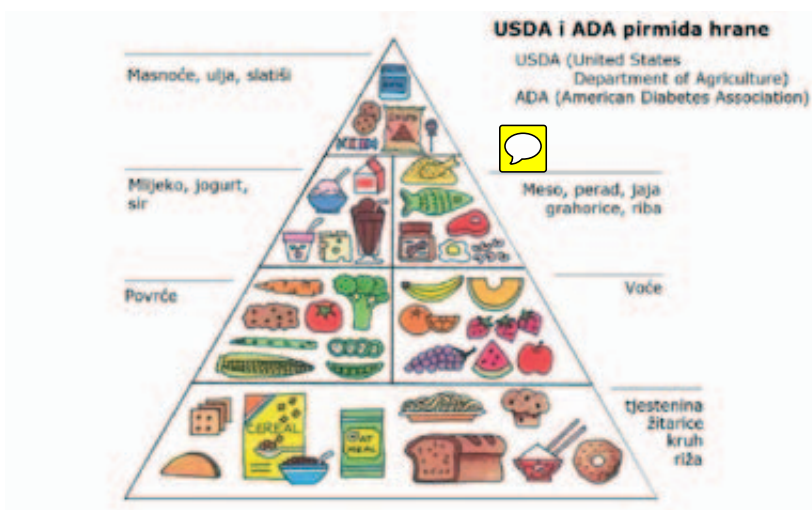 USDA i ADA pirmida hrane
USDA (United States
Department of Agriculture)
ADA (American Diabetes Association)
Masnoće, ulja, slatiši
Mlijeko, jogurt,
sir
Meso, perad, jaja
grahorice, riba
Povrće
Voće
tjestenina
žitarice
kruh
riža
CEREAL
OAT
MEAL